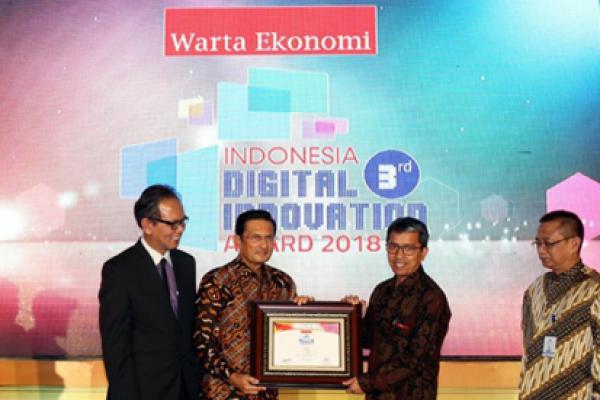 Warta Ekonomi
INDONESIA
DIGITAL 3rd
INNOVATION
AWARD 2018